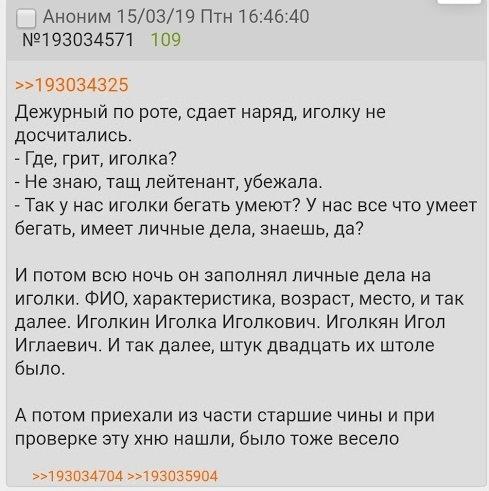 Аноним 15/03/19 Птн 16:46:40
№193034571 109
>>193034325
Дежурный по роте, сдает наряд, иголку не
досчитались.
- Где, грит, иголка?
- Не знаю, тащ лейтенант, убежала.
- Так у нас иголки бегать умеют? У нас все что умеет
бегать, имеет личные дела, знаешь, да?
И потом всю ночь он заполнял личные дела на
иголки. ФИО, характеристика, возраст, место, и так
далее. Иголкин Иголка Иголкович. Иголкян Игол
Иглаевич. И так далее, штук двадцать их штоле
было.
А потом приехали из части старшие чины и при
проверке эту хню нашли, было тоже весело
>>193034704 >>193035904